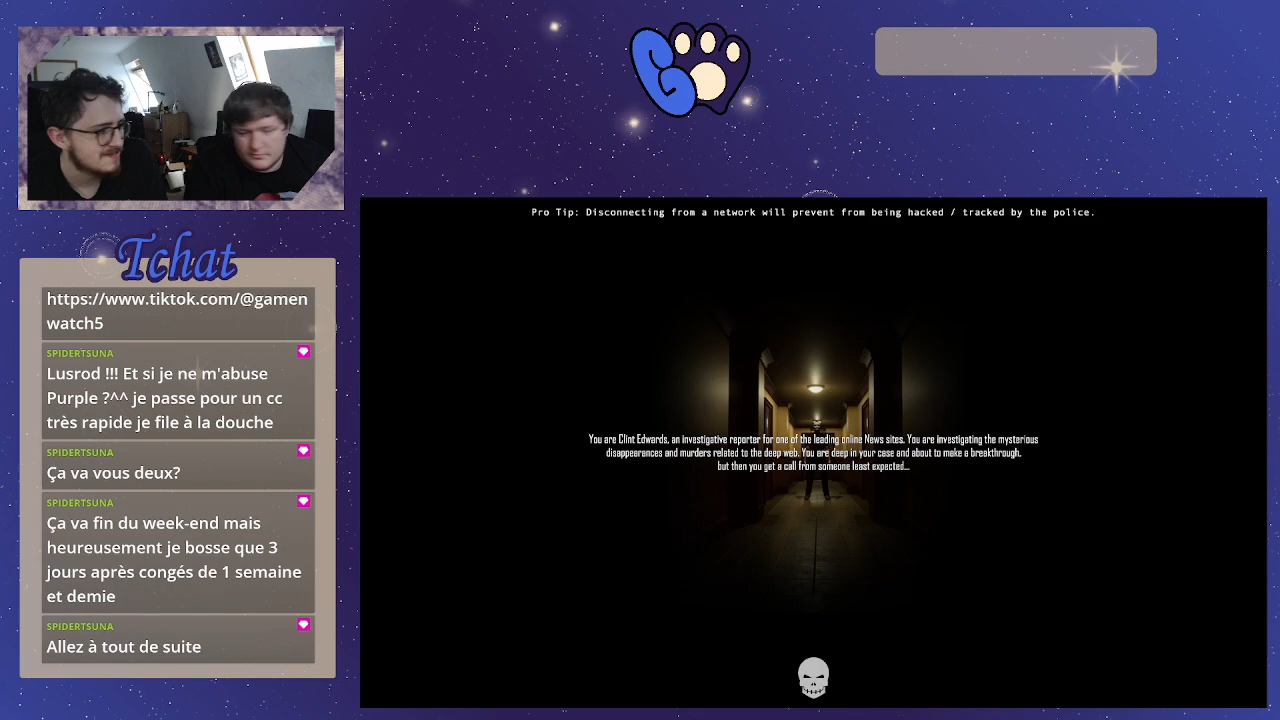 Pro Tip: Disconnecting from a network will prevent from being hacked / tracked by the police.
Tchat
https://www.tiktok.com/@gamen
watch5
SPIDERTSUNA
Lusrod !!! Et si je ne m'abuse
Purple ?^^ je passe pour un cc
très rapide je file à la douche
SPIDERTSUNA
Ça va vous deux?
SPIDERTSUNA
Ça va fin du week-end mais
heureusement je bosse que 3
jours après congés de 1 semaine
et demie
SPIDERTSUNA
Allez à tout de suite
You are Clint Edwards, an investigative reporter for one of the leading online News sites. You are investigating the mysterious
disappearances and murders related to the deep web. You are deep in your case and about to make a breakthrough,
but then you get a call from someone least expected...